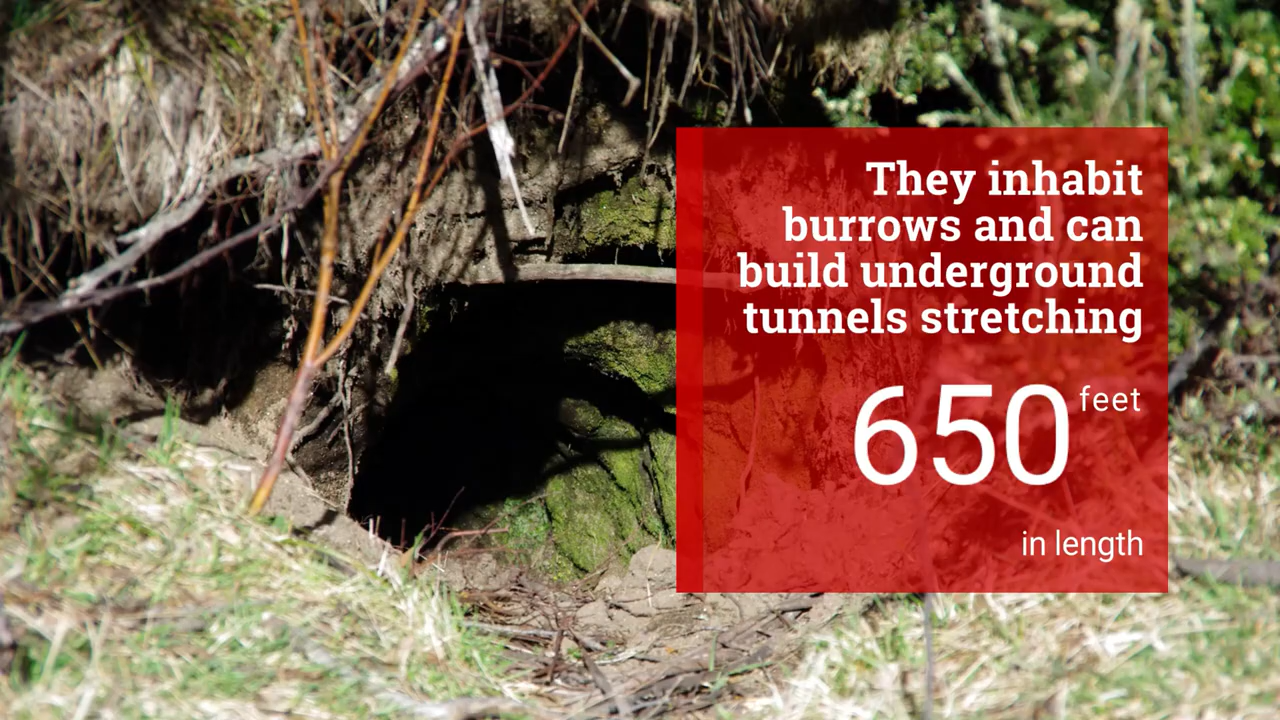 They inhabit
burrows and can
build underground
tunnels stretching
650 feet
in length